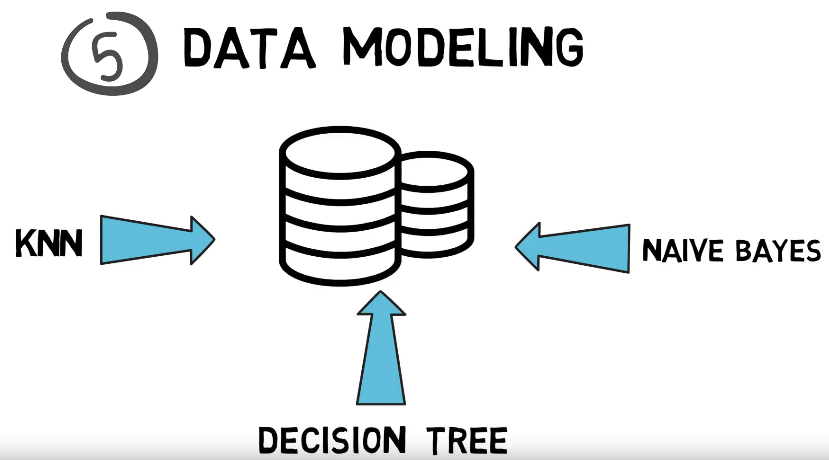 5 DATA MODELING
KNN
NAIVE BAYES
DECISION TREE